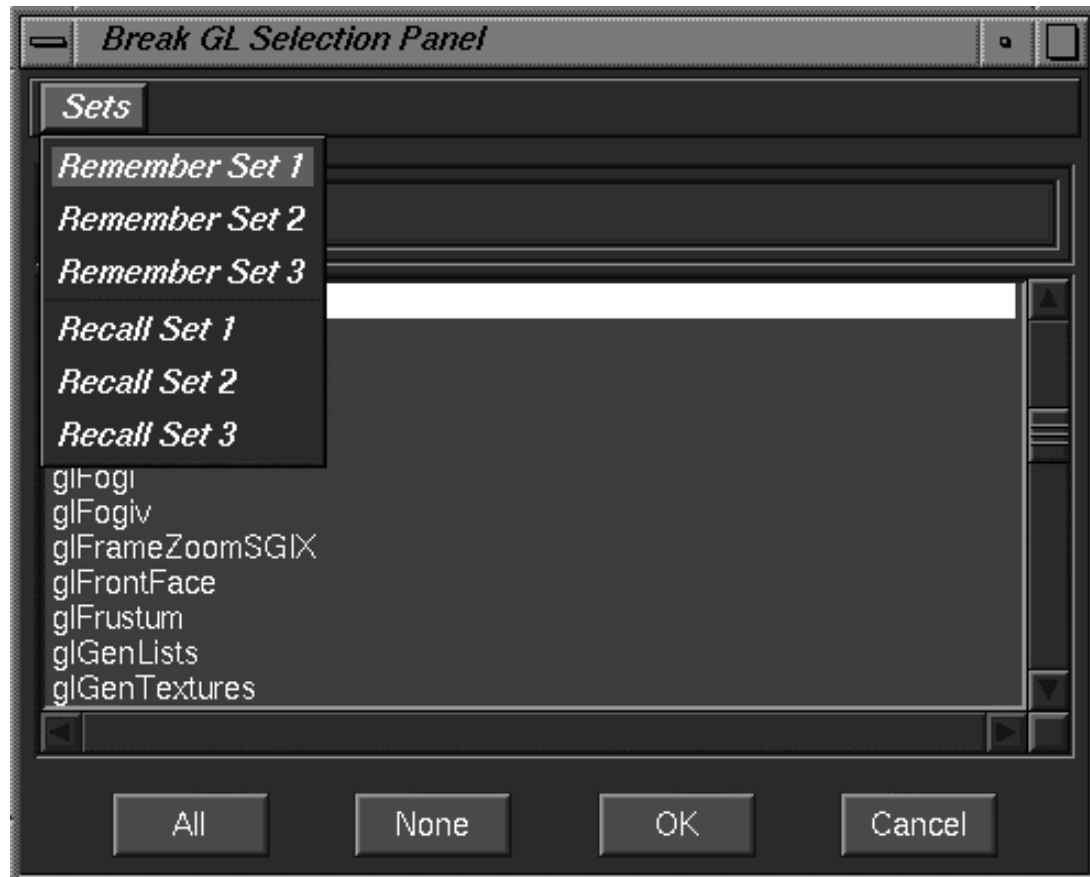 Break GL Selection Panel
Sets
Remember Set 1
Remember Set 2
Remember Set 3
Recall Set 1
Recall Set 2
Recall Set 3
glFogi
glFogiv
glFrameZoomSGIX
glFrontFace
glFrustum
glGenLists
glGenTextures
All None OK Cancel